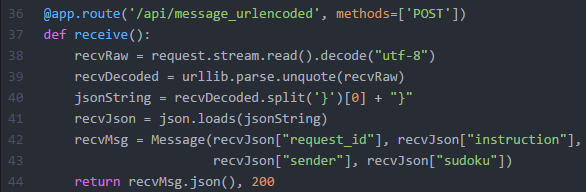 36 @app.route('/api/message_urlencoded', methods=['POST'])
37 def receive():
38     recvRaw = request.stream.read().decode("utf-8")
39     recvDecoded = urllib.parse.unquote(recvRaw)
40     jsonString = recvDecoded.split('}')[0] + "}"
41     recvJson = json.loads(jsonString)
42     recvMsg = Message(recvJson["request_id"], recvJson["instruction"],
43                       recvJson["sender"], recvJson["sudoku"])
44     return recvMsg.json(), 200